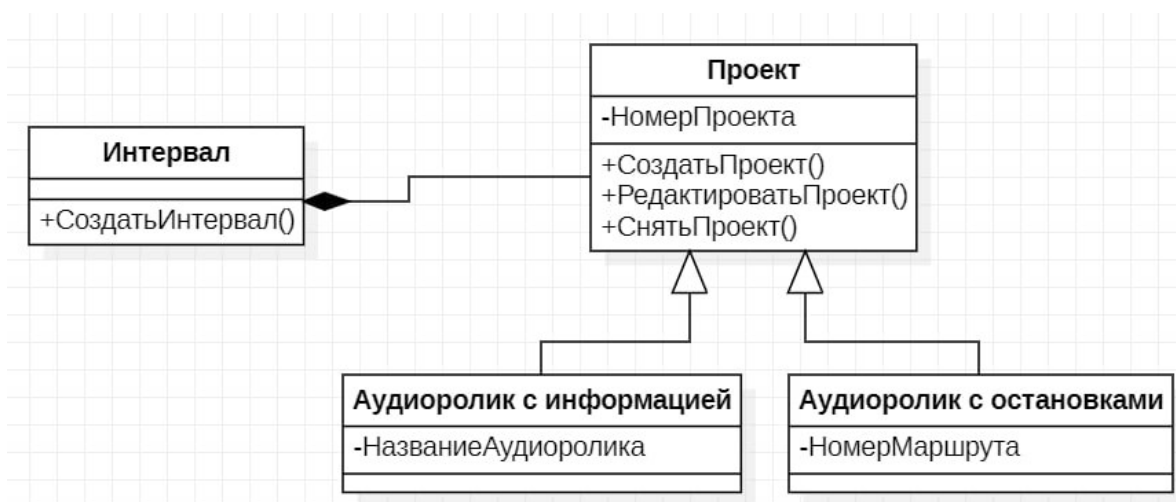 Проект
-НомерПроекта
+СоздатьПроект()
+РедактироватьПроект()
+СнятьПроект()
Интервал
+СоздатьИнтервал()
Аудиоролик с информацией
-НазваниеАудиоролика
Аудиоролик с остановками
-НомерМаршрута